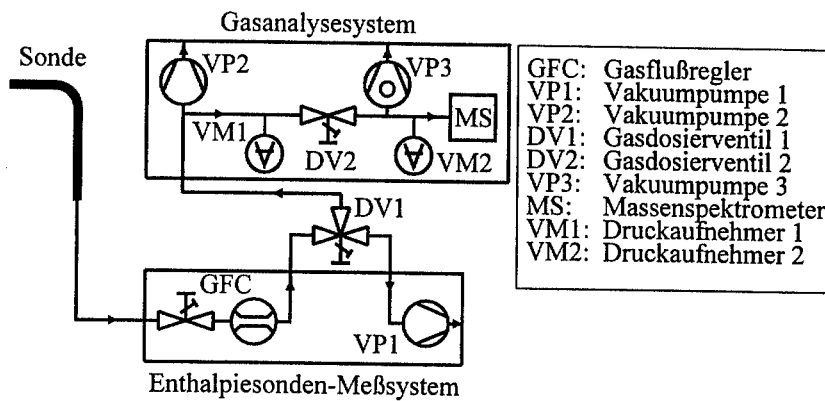 Gasanalysesystem
Sonde
VP2
VP3
VM1
DV2
VM2
MS
DV1
GFC
VP1
Enthalpiesonden-Meßsystem
GFC: Gasflußregler
VP1: Vakuumpumpe 1
VP2: Vakuumpumpe 2
DV1: Gasdosierventil 1
DV2: Gasdosierventil 2
VP3: Vakuumpumpe 3
MS: Massenspektrometer
VM1: Druckaufnehmer 1
VM2: Druckaufnehmer 2